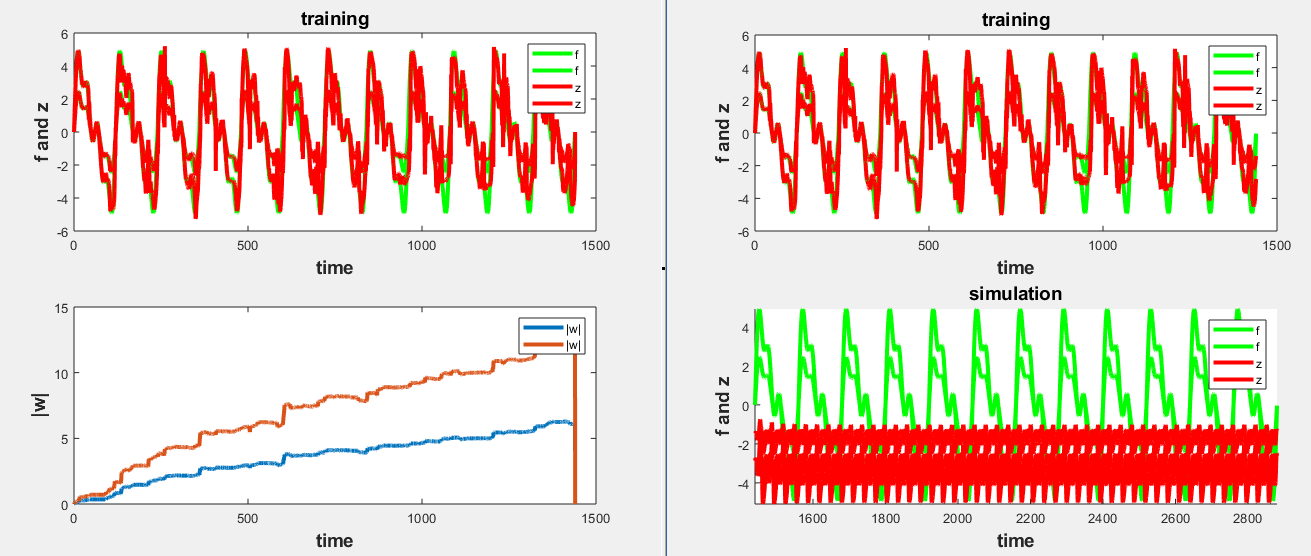 training
f and z
6
4
2
0
-2
-4
-6
0
500
1000
1500
time
f
f
z
z
training
f and z
6
4
2
0
-2
-4
-6
0
500
1000
1500
time
f
f
z
z
|w|
15
10
5
0
0
500
1000
1500
time
|w|
|w|
simulation
f and z
4
2
0
-2
-4
1600
1800
2000
2200
2400
2600
2800
time
f
f
z
z